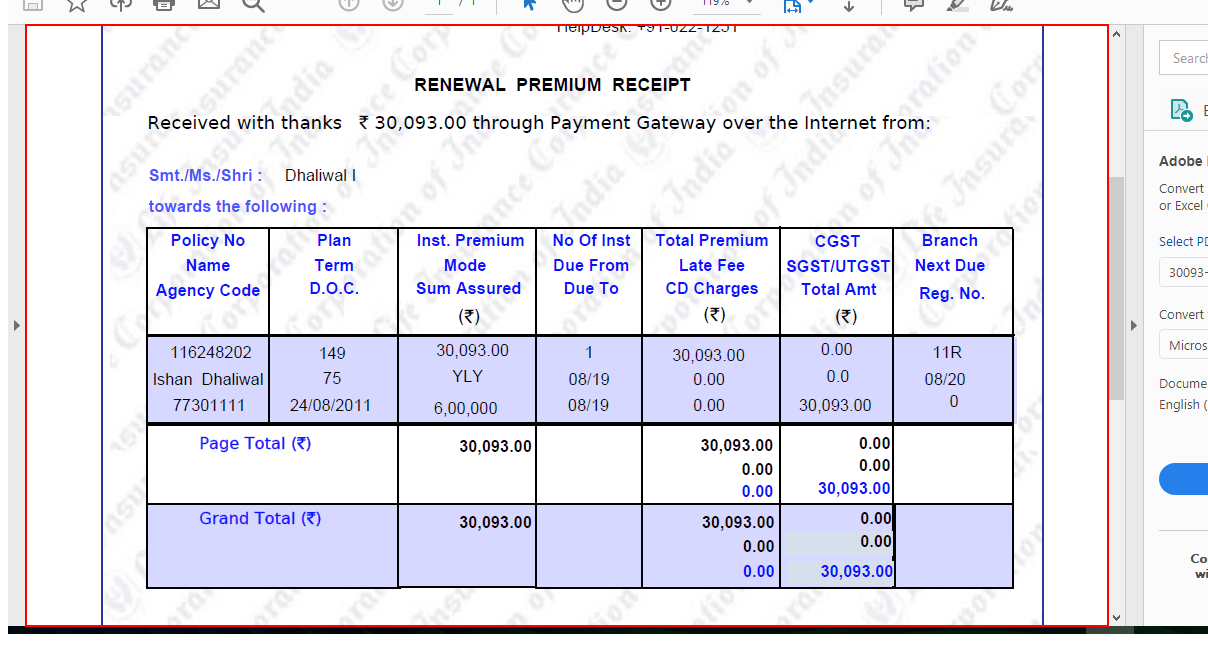 1 / 1
119%
HelpDesk: +91-022-1251
RENEWAL PREMIUM RECEIPT
Received with thanks ₹ 30,093.00 through Payment Gateway over the Internet from:
Smt./Ms./Shri : Dhaliwal I
towards the following :
Policy No Plan Inst. Premium No Of Inst Total Premium CGST Branch
Name Term Mode Due From Late Fee SGST/UTGST Next Due
Agency Code D.O.C. Sum Assured Due To CD Charges Total Amt Reg. No.
(₹) (₹) (₹)
116248202 149 30,093.00 1 30,093.00 0.00 11R
Ishan Dhaliwal 75 YLY 08/19 0.00 0.0 08/20
77301111 24/08/2011 6,00,000 08/19 0.00 30,093.00 0
Page Total (₹) 30,093.00 30,093.00 0.00
0.00 0.00
0.00 30,093.00
Grand Total (₹) 30,093.00 30,093.00 0.00
0.00 0.00
0.00 30,093.00
Search
Adobe
Convert
or Excel
Select PD
30093-
Convert
Micros
Docume
English (
Co
wi